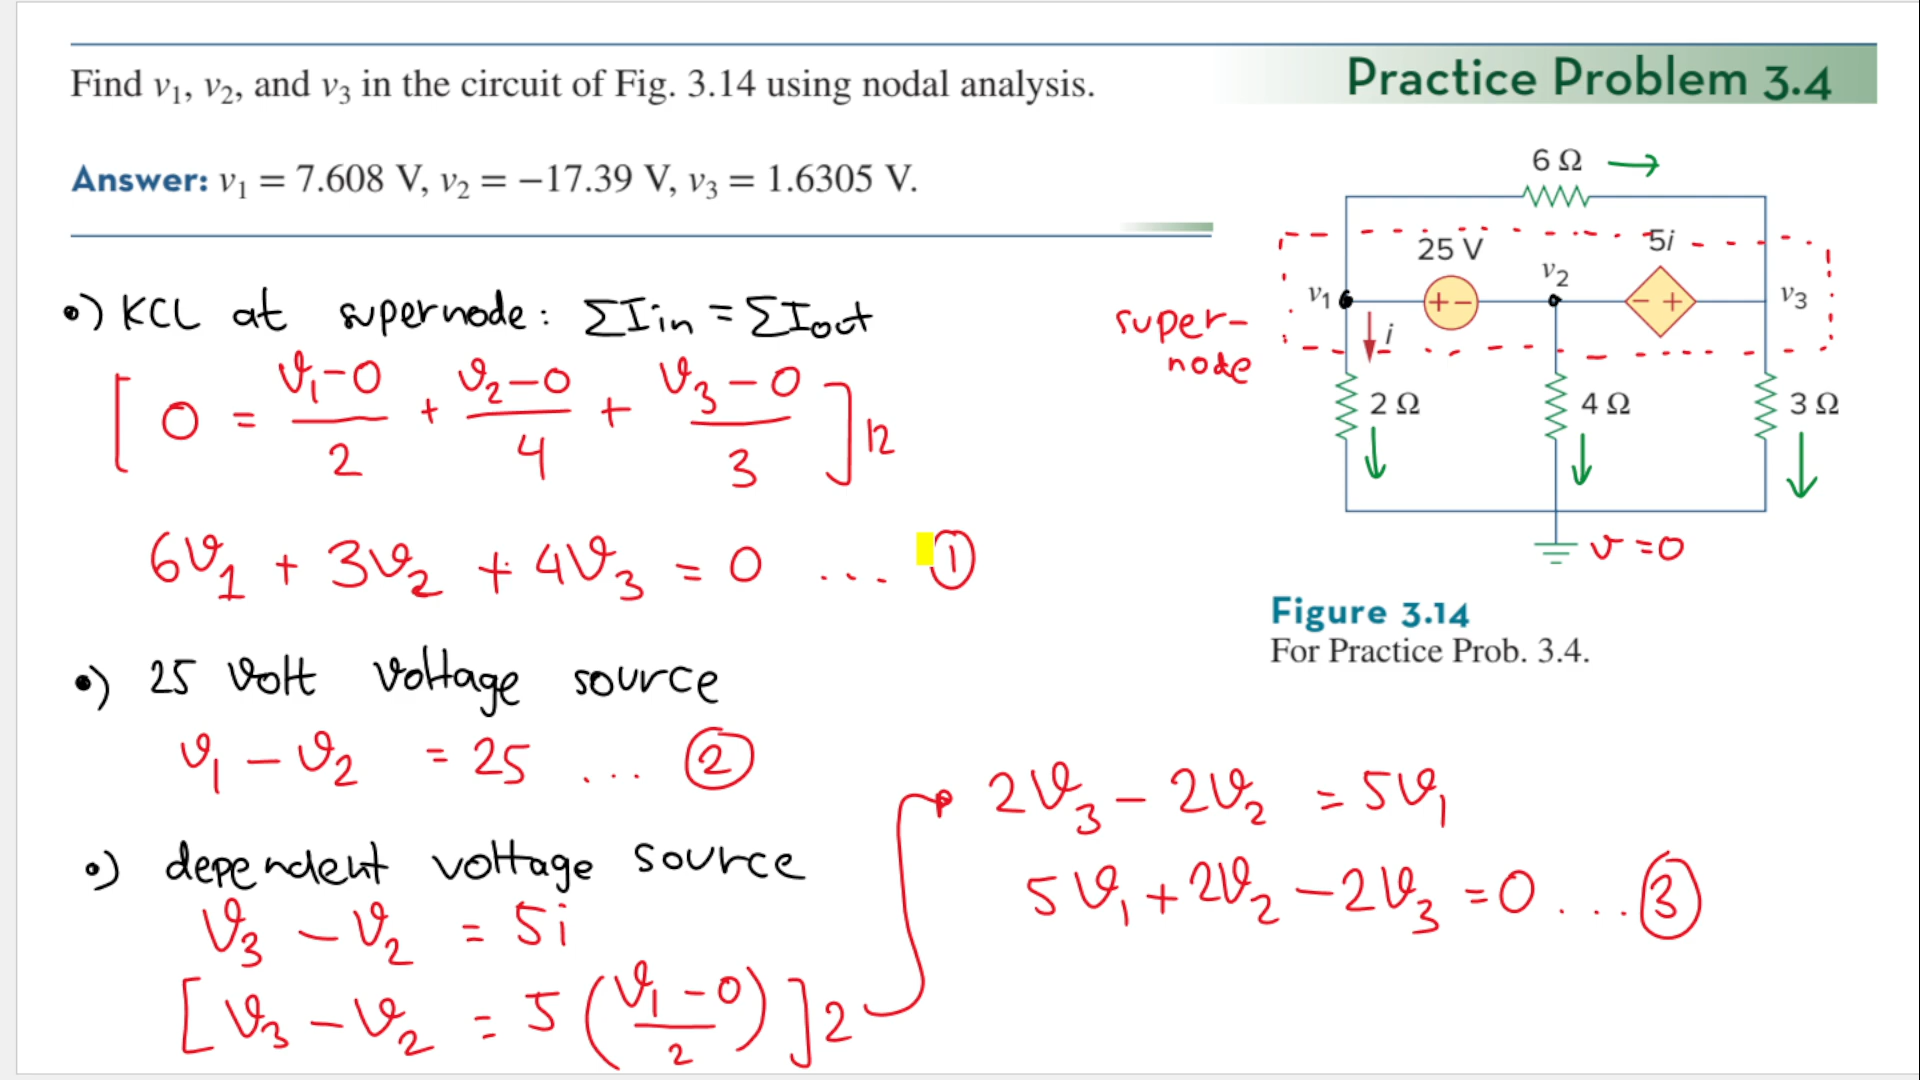 Find v₁, v₂, and v₃ in the circuit of Fig. 3.14 using nodal analysis.
Practice Problem 3.4
Answer: v₁ = 7.608 V, v₂ = −17.39 V, v₃ = 1.6305 V.
6 Ω →
25 V
5i
v₁
+ −
v₂
− +
v₃
i
2 Ω
4 Ω
3 Ω
super-
node
v = 0
Figure 3.14
For Practice Prob. 3.4.
•) KCL at supernode: ΣIin = ΣIout
[ 0 = (v₁−0)/2 + (v₂−0)/4 + (v₃−0)/3 ] 12
6v₁ + 3v₂ + 4v₃ = 0 ... ①
•) 25 Volt voltage source
v₁ − v₂ = 25 ... ②
•) dependent voltage source
v₃ − v₂ = 5i
[ v₃ − v₂ = 5 ((v₁−0)/2) ] 2
2v₃ − 2v₂ = 5v₁
5v₁ + 2v₂ − 2v₃ = 0 ... ③